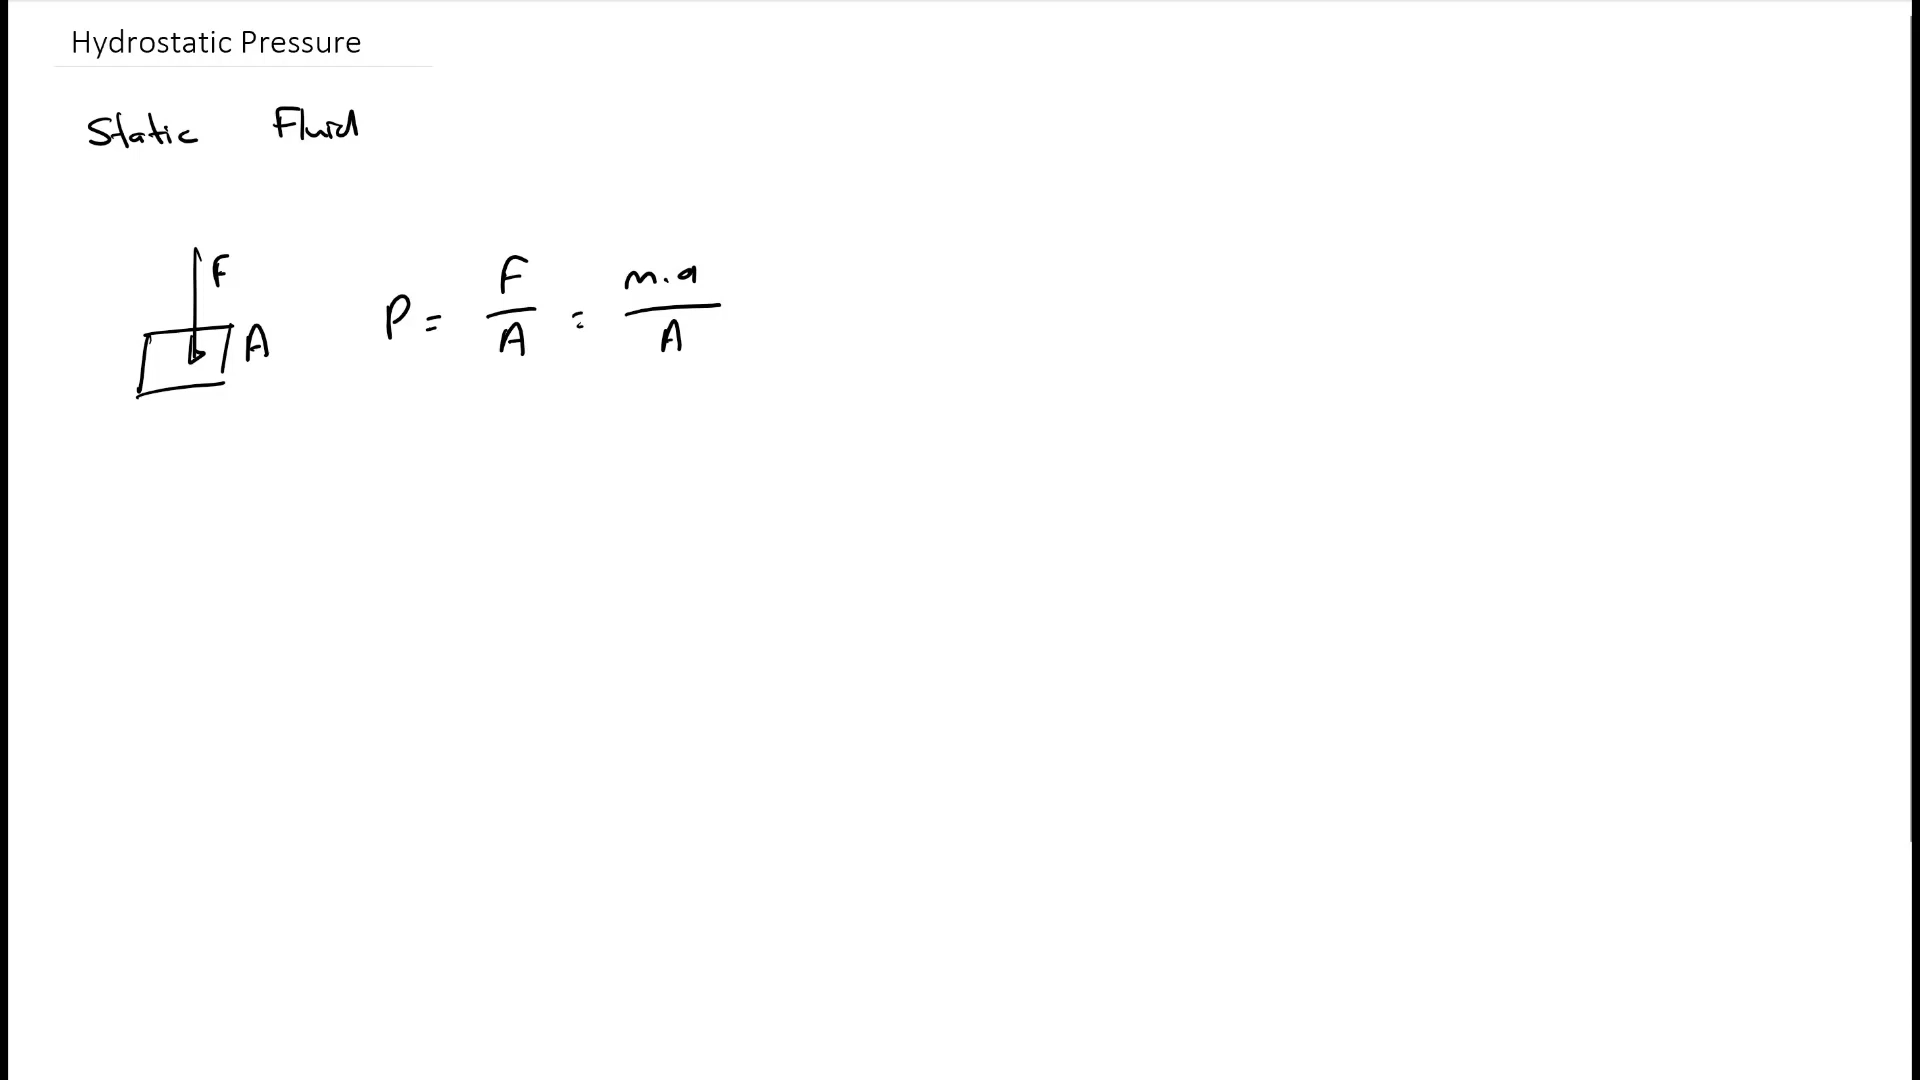 Hydrostatic Pressure
Static Fluid
F
A
P = F/A = m.a/A